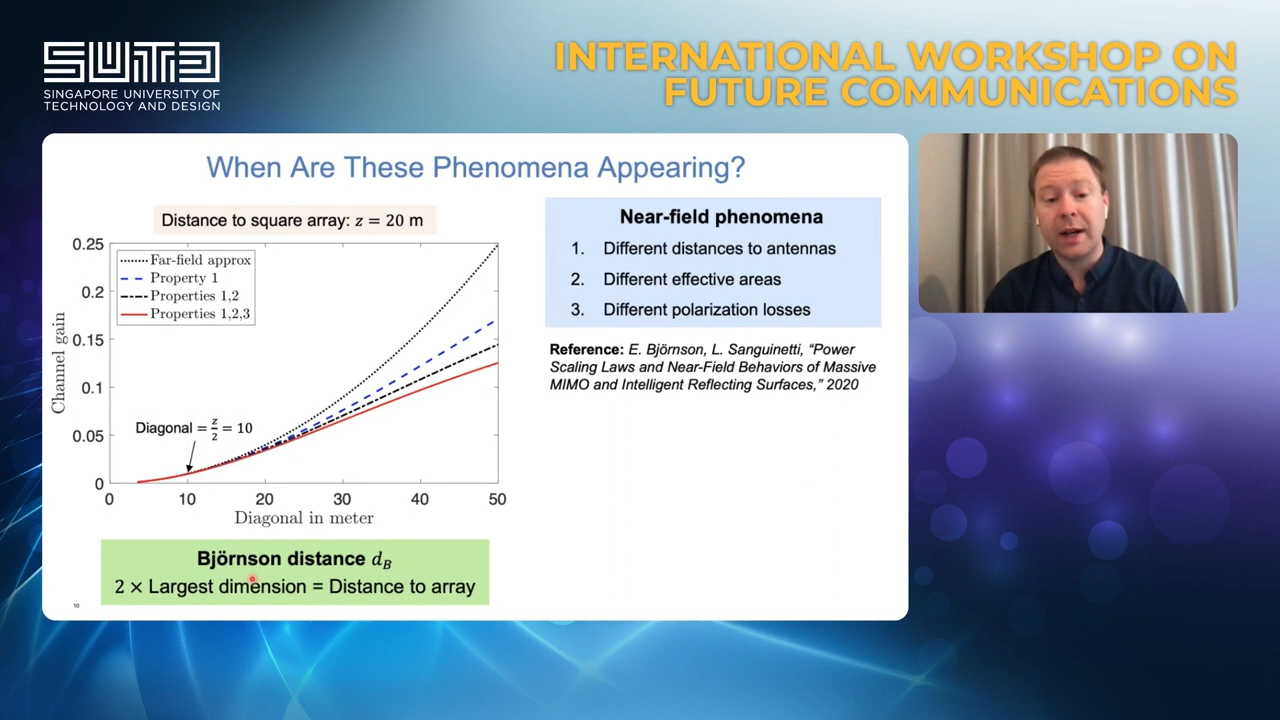 SUTD
SINGAPORE UNIVERSITY OF
TECHNOLOGY AND DESIGN
INTERNATIONAL WORKSHOP ON
FUTURE COMMUNICATIONS
When Are These Phenomena Appearing?
Distance to square array: z = 20 m
0.25
0.2
0.15
0.1
0.05
0
Channel gain
Far-field approx
Property 1
Properties 1,2
Properties 1,2,3
Diagonal = z/2 = 10
0 10 20 30 40 50
Diagonal in meter
Björnson distance d_B
2 × Largest dimension = Distance to array
10
Near-field phenomena
1. Different distances to antennas
2. Different effective areas
3. Different polarization losses
Reference: E. Björnson, L. Sanguinetti, “Power
Scaling Laws and Near-Field Behaviors of Massive
MIMO and Intelligent Reflecting Surfaces,” 2020